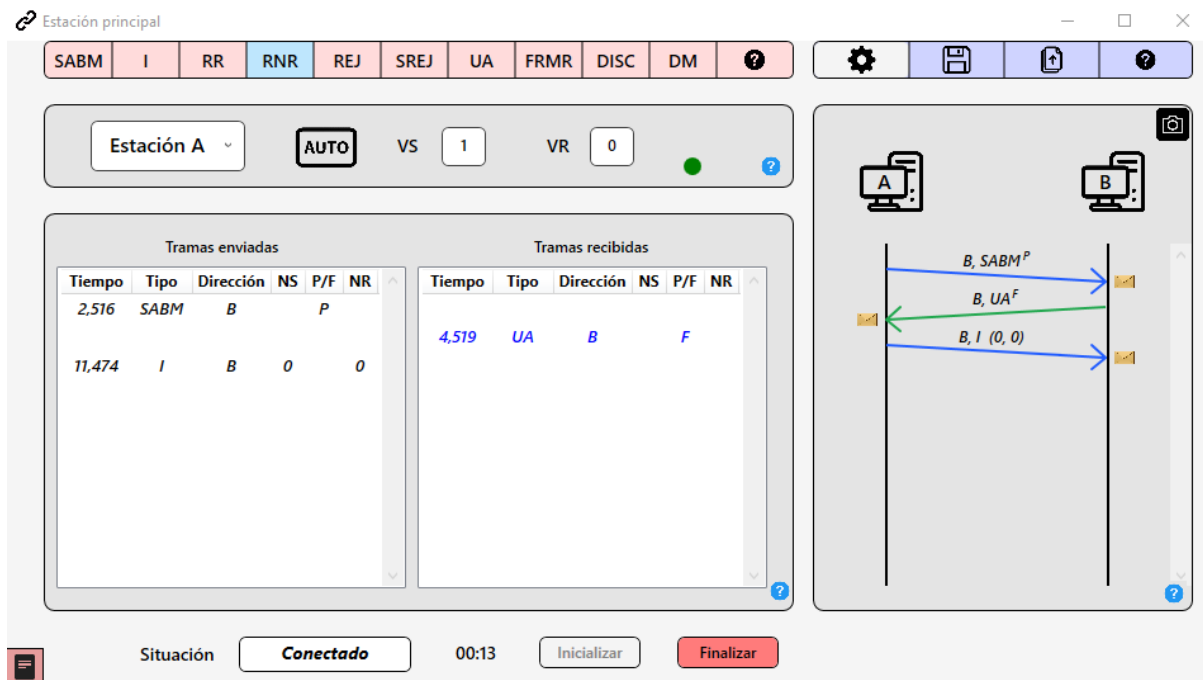 Estación principal
SABM I RR RNR REJ SREJ UA FRMR DISC DM ?
?
Estación A AUTO VS 1 VR 0
?
A B
Tramas enviadas Tramas recibidas
Tiempo Tipo Dirección NS P/F NR Tiempo Tipo Dirección NS P/F NR
2,516 SABM B P
4,519 UA B F
11,474 I B 0 0
B, SABM P
B, UA F
B, I (0, 0)
?
?
Situación Conectado 00:13 Inicializar Finalizar